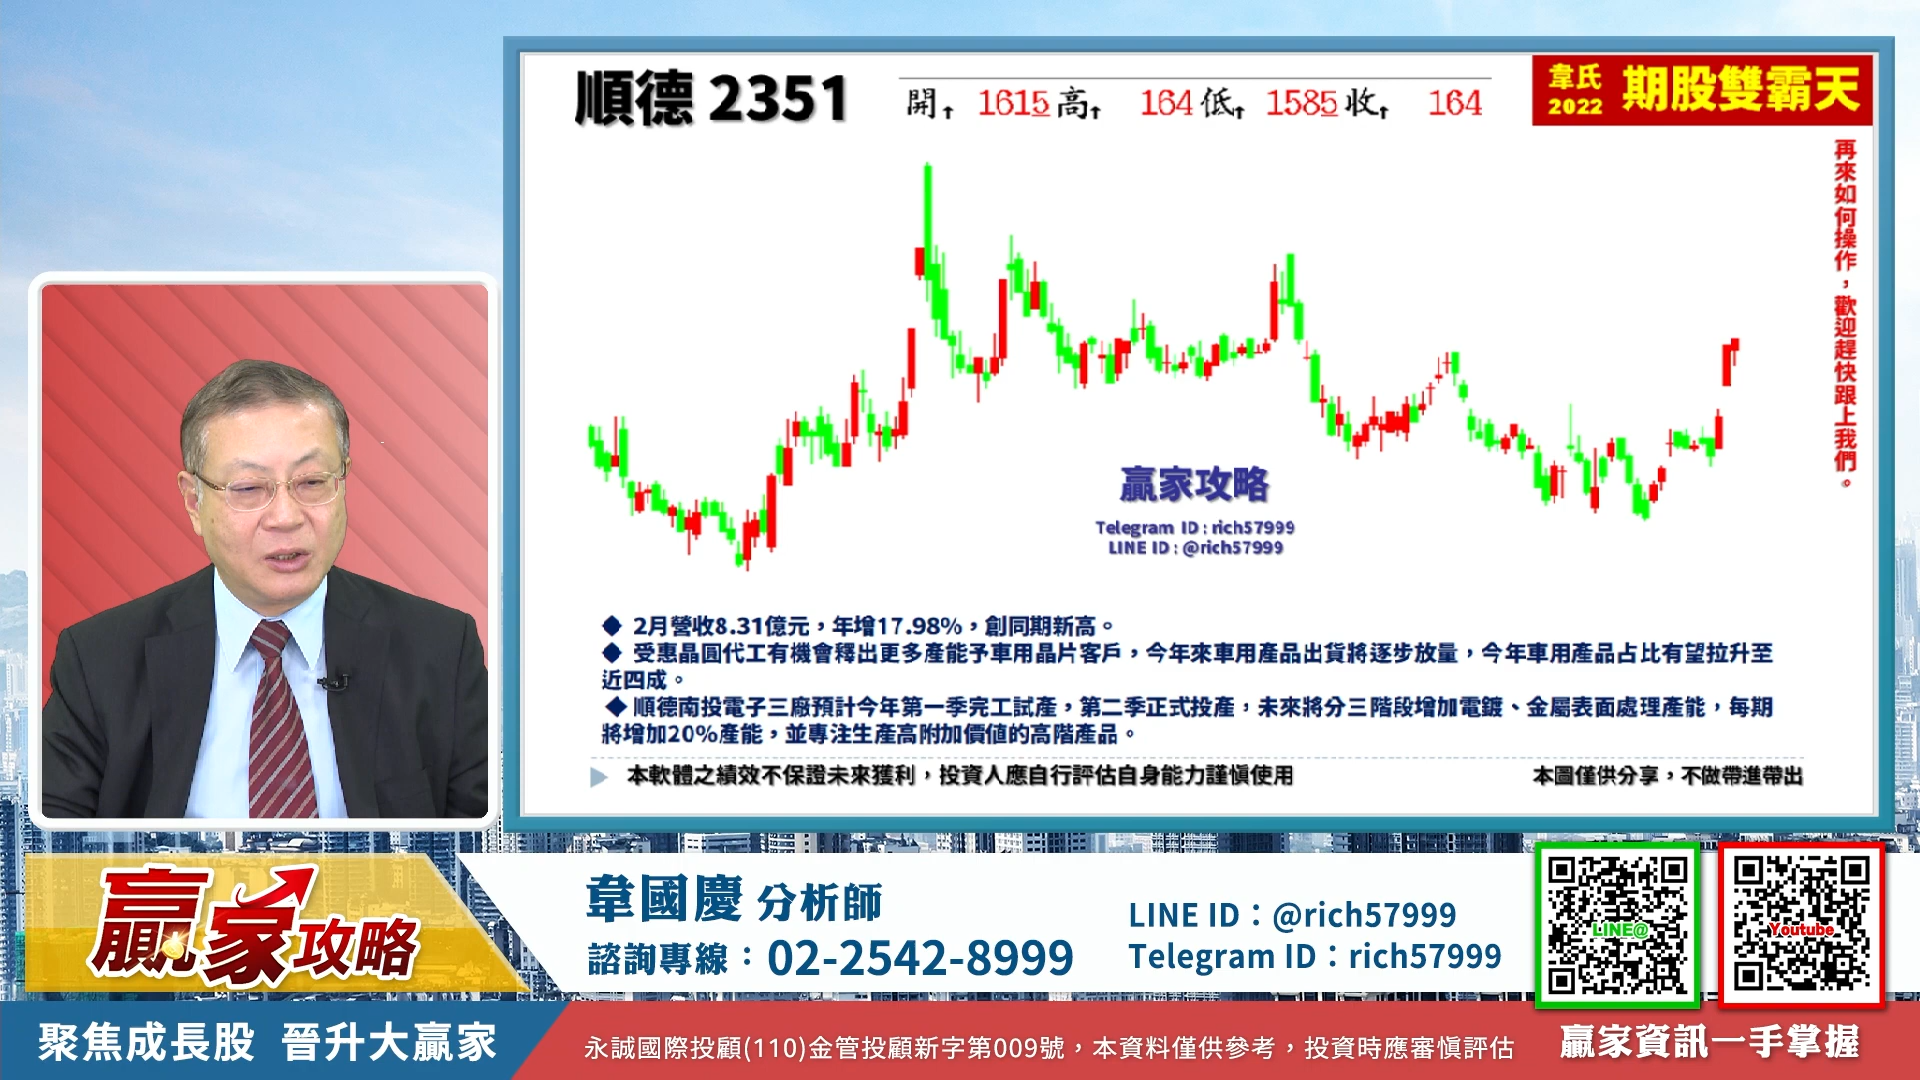 順德 2351
開↑ 1615 高↑ 164 低↑ 1585 收↑ 164
韋氏
2022
期股雙霸天
再來如何操作，歡迎趕快跟上我們。
贏家攻略
Telegram ID : rich57999
LINE ID : @rich57999
◆ 2月營收8.31億元，年增17.98%，創同期新高。
◆ 受惠晶圓代工有機會釋出更多產能予車用晶片客戶，今年來車用產品出貨將逐步放量，今年車用產品占比有望拉升至
近四成。
◆ 順德南投電子三廠預計今年第一季完工試產，第二季正式投產，未來將分三階段增加電鍍、金屬表面處理產能，每期
將增加20%產能，並專注生產高附加價值的高階產品。
本軟體之績效不保證未來獲利，投資人應自行評估自身能力謹慎使用
本圖僅供分享，不做帶進帶出
贏家攻略
韋國慶 分析師
諮詢專線：02-2542-8999
LINE ID：@rich57999
Telegram ID：rich57999
LINE@
Youtube
聚焦成長股 晉升大贏家
永誠國際投顧(110)金管投顧新字第009號，本資料僅供參考，投資時應審慎評估
贏家資訊一手掌握